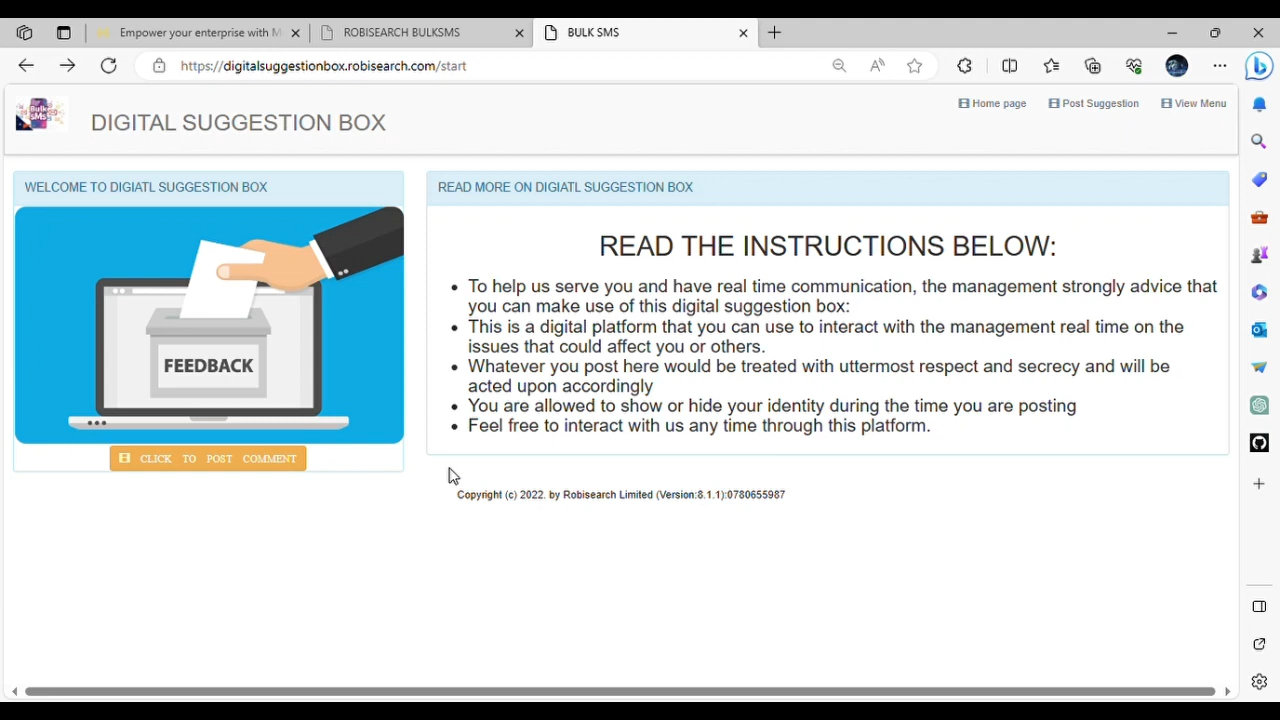 Empower your enterprise with M
ROBISEARCH BULKSMS
BULK SMS
https://digitalsuggestionbox.robisearch.com/start
Bulk
SMS
DIGITAL SUGGESTION BOX
Home page
Post Suggestion
View Menu
WELCOME TO DIGIATL SUGGESTION BOX
FEEDBACK
CLICK TO POST COMMENT
READ MORE ON DIGIATL SUGGESTION BOX
READ THE INSTRUCTIONS BELOW:
• To help us serve you and have real time communication, the management strongly advice that
you can make use of this digital suggestion box:
• This is a digital platform that you can use to interact with the management real time on the
issues that could affect you or others.
• Whatever you post here would be treated with uttermost respect and secrecy and will be
acted upon accordingly
• You are allowed to show or hide your identity during the time you are posting
• Feel free to interact with us any time through this platform.
Copyright (c) 2022. by Robisearch Limited (Version:8.1.1):0780655987